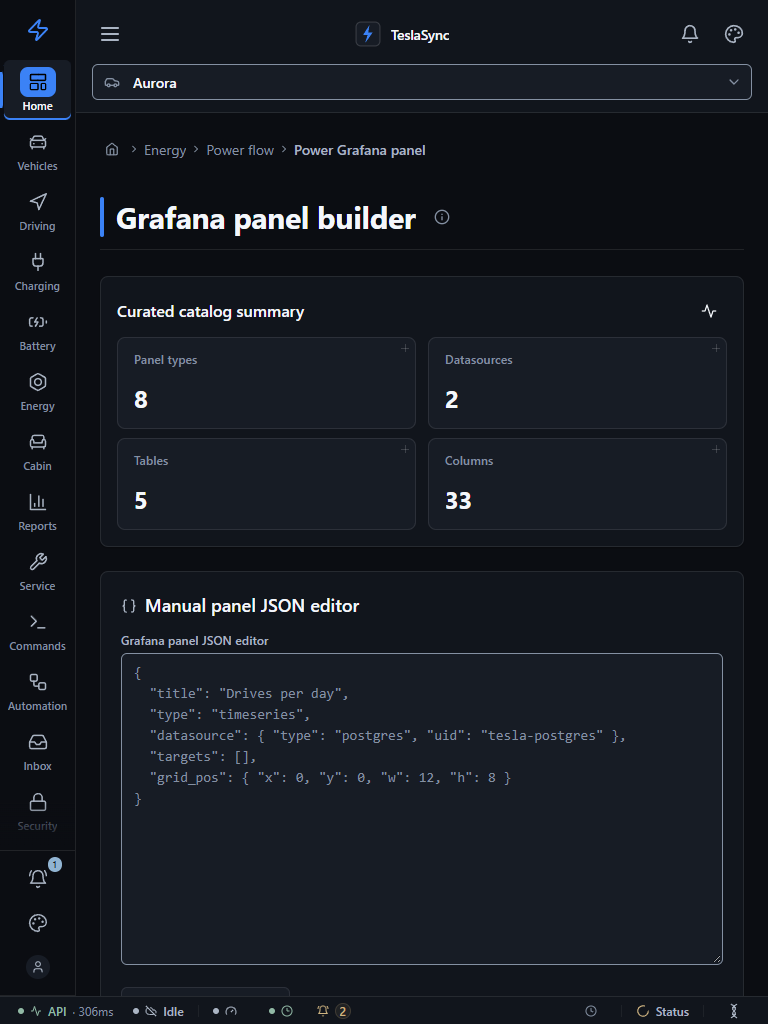 TeslaSync
Aurora
Home
Vehicles
Driving
Charging
Battery
Energy
Cabin
Reports
Service
Commands
Automation
Inbox
Security
1
Energy > Power flow > Power Grafana panel
Grafana panel builder
Curated catalog summary
Panel types
8
Datasources
2
Tables
5
Columns
33
{} Manual panel JSON editor
Grafana panel JSON editor
{
  "title": "Drives per day",
  "type": "timeseries",
  "datasource": { "type": "postgres", "uid": "tesla-postgres" },
  "targets": [],
  "grid_pos": { "x": 0, "y": 0, "w": 12, "h": 8 }
}
API · 306ms
Idle
2
Status